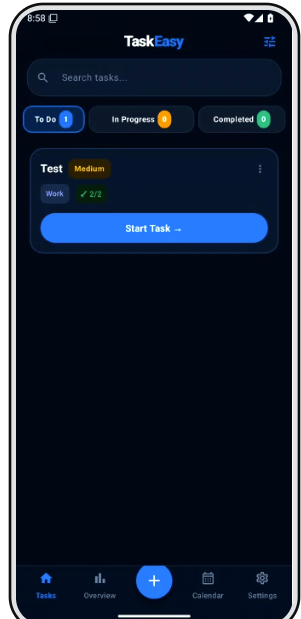 8:58
TaskEasy
Search tasks...
To Do 1 In Progress 0 Completed 0
Test Medium
Work ✓ 2/2
Start Task →
Tasks Overview + Calendar Settings